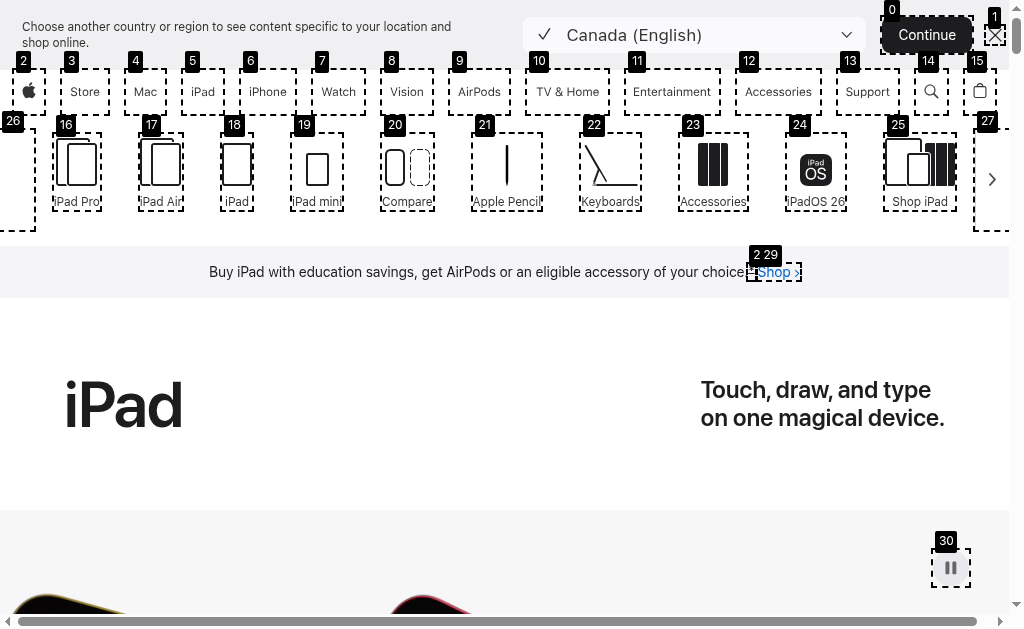 Choose another country or region to see content specific to your location and
shop online.
Canada (English)
Continue
0
1
2
3
4
5
6
7
8
9
10
11
12
13
14
15
Store
Mac
iPad
iPhone
Watch
Vision
AirPods
TV & Home
Entertainment
Accessories
Support
26
16
17
18
19
20
21
22
23
24
25
27
iPad
OS
iPad Pro
iPad Air
iPad
iPad mini
Compare
Apple Pencil
Keyboards
Accessories
iPadOS 26
Shop iPad
2
29
Buy iPad with education savings, get AirPods or an eligible accessory of your choice.
Shop ›
iPad
Touch, draw, and type
on one magical device.
30